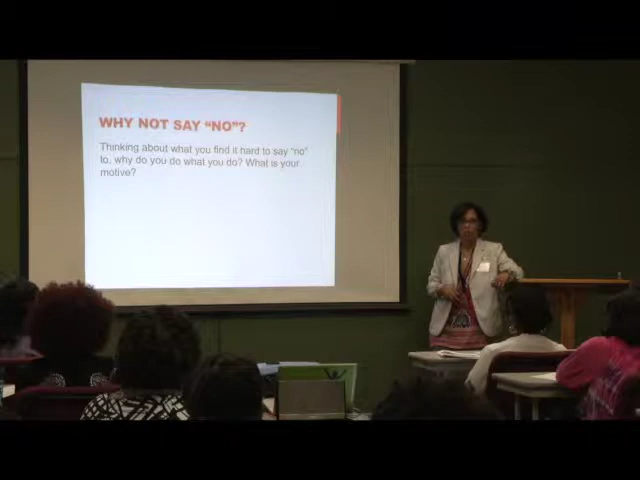 WHY NOT SAY “NO”?
Thinking about what you find it hard to say “no”
to, why do you do what you do? What is your
motive?